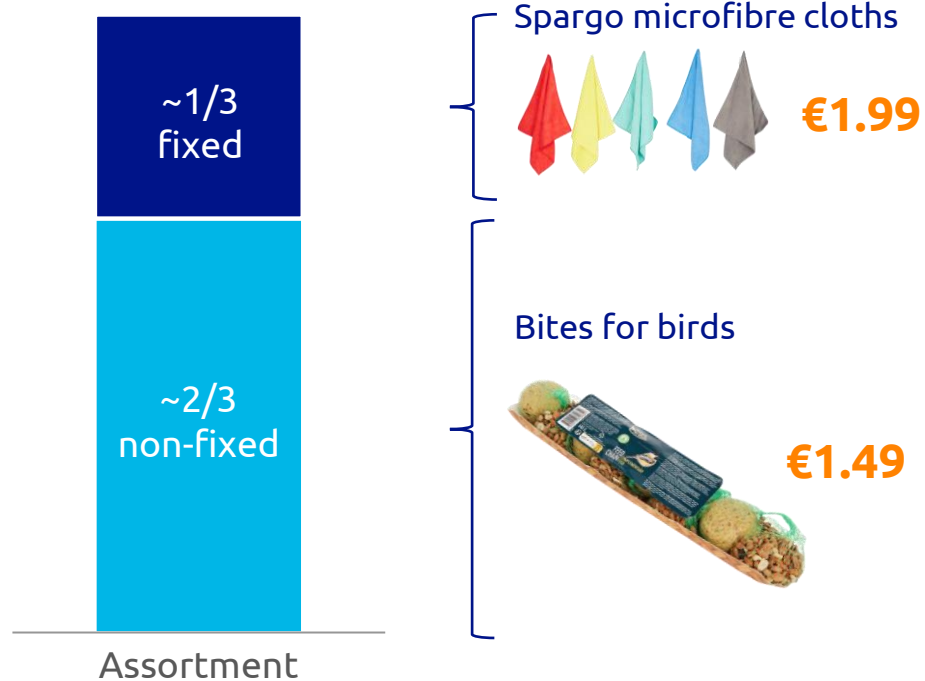 ~1/3
fixed
~2/3
non-fixed
Assortment
Spargo microfibre cloths
€1.99
Bites for birds
€1.49